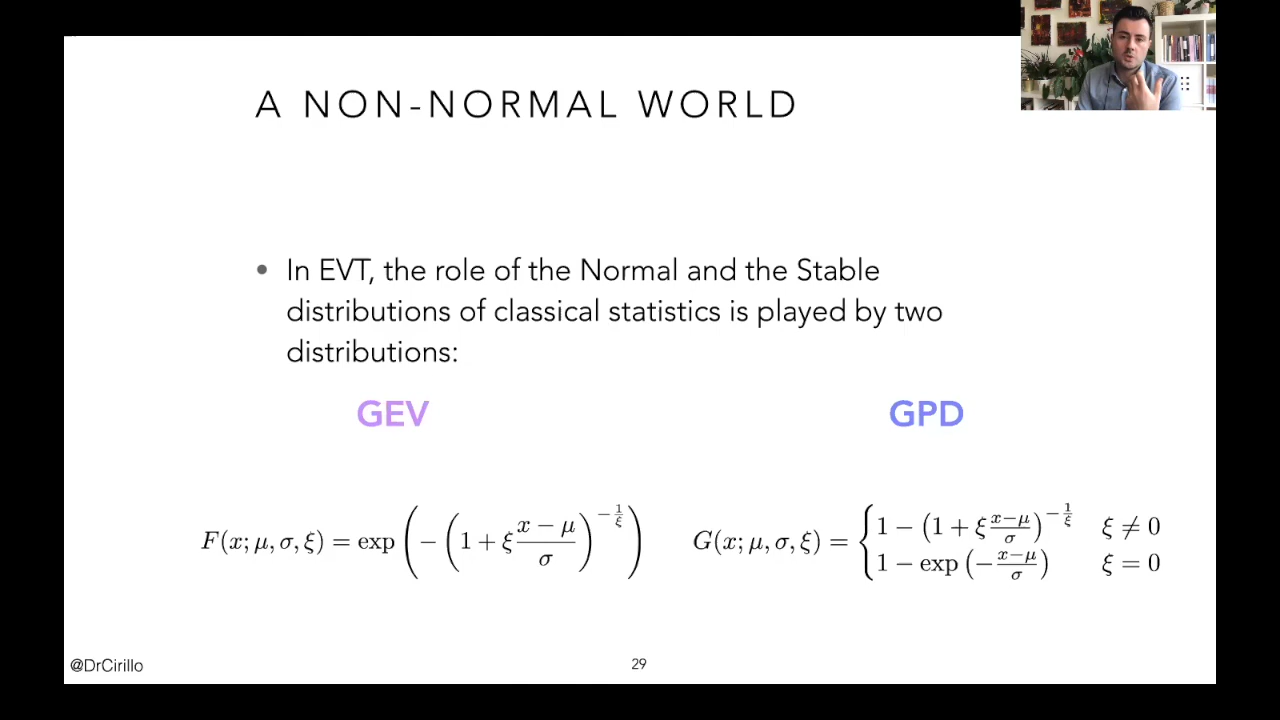 A NON-NORMAL WORLD
• In EVT, the role of the Normal and the Stable
distributions of classical statistics is played by two
distributions:
GEV GPD
F(x; μ, σ, ξ) = exp(−(1 + ξ (x − μ)/σ)^(−1/ξ))
G(x; μ, σ, ξ) = { 1 − (1 + ξ (x−μ)/σ)^(−1/ξ) ξ ≠ 0
1 − exp(−(x−μ)/σ) ξ = 0
@DrCirillo 29